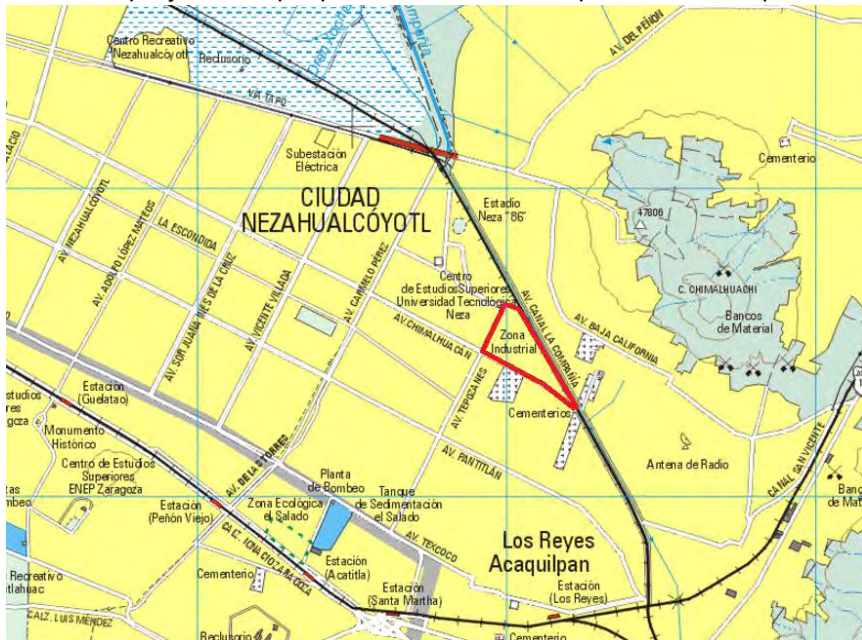 Centro Recreativo
Nezahualcóyotl
Reclusorio
VIA TAPO
AV. DEL PEÑON
Subestación
Eléctrica
Cementerio
CIUDAD
NEZAHUALCÓYOTL
Estadio
Neza "86"
47806
AV. NEZAHUALCÓYOTL
AV. ADOLFO LÓPEZ MATEOS
LA ESCONDIDA
AV. SOR JUANA INÉS DE LA CRUZ
AV. VICENTE VILLADA
AV. CARMELO PÉREZ
Centro
de Estudios Superiores
Universidad Tecnológica
Neza
C. CHIMALHUACHI
Bancos
de Material
AV. CANAL LA COMPAÑÍA
AV. BAJA CALIFORNIA
Zona
Industrial
AV. CHIMALHUACAN
AV. TEPOZANES
Cementerios
Estación
(Guelatao)
Monumento
Histórico
Centro de Estudios
Superiores
ENEP Zaragoza
AV. PANTITLÁN
Antena de Radio
CANAL SAN VICENTE
AV. DE LAS TORRES
Planta
de Bombeo
Tanque
de Sedimentación
el Salado
Zona Ecológica
el Salado
Estación
(Peñón Viejo)
CALZ. IGNACIO ZARAGOZA
AV. TEXCOCO
Los Reyes
Acaquilpan
Estación
(Acatitla)
Cementerio
Estación
(Santa Martha)
Estación
(Los Reyes)
CALZ. LUIS MÉNDEZ
Reclusorio
Cementerio